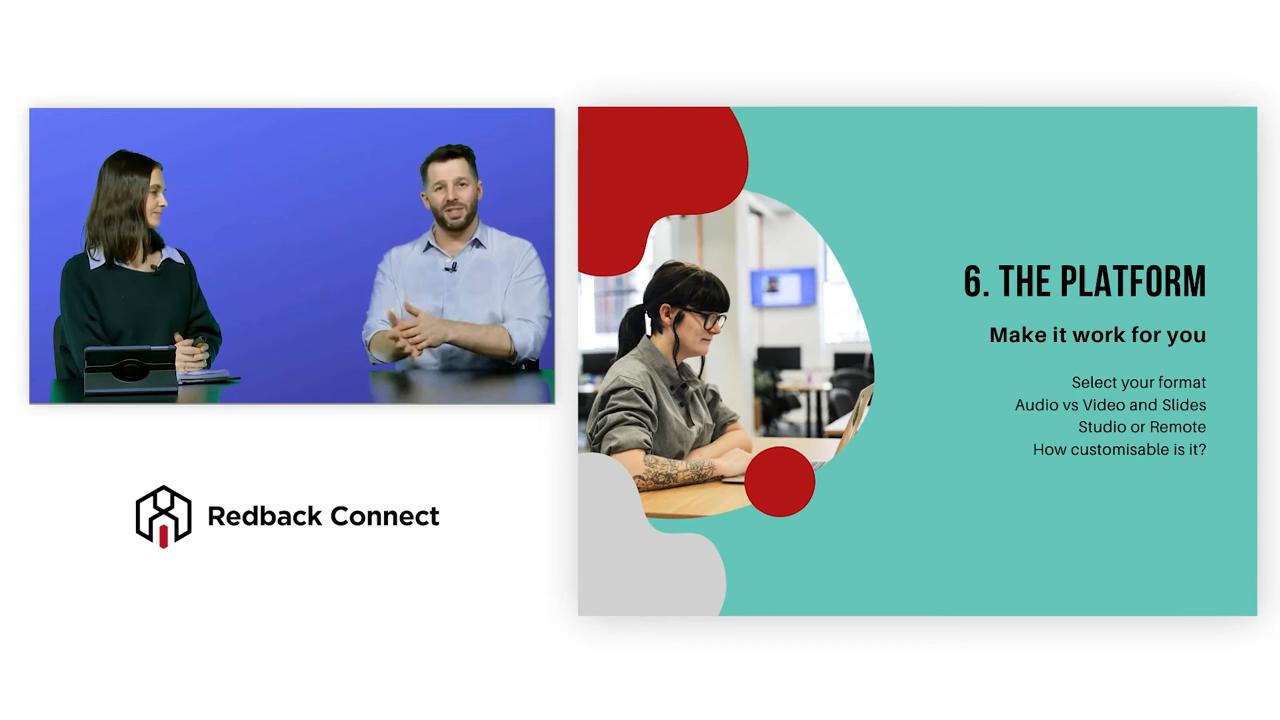 Redback Connect
6. THE PLATFORM
Make it work for you
Select your format
Audio vs Video and Slides
Studio or Remote
How customisable is it?